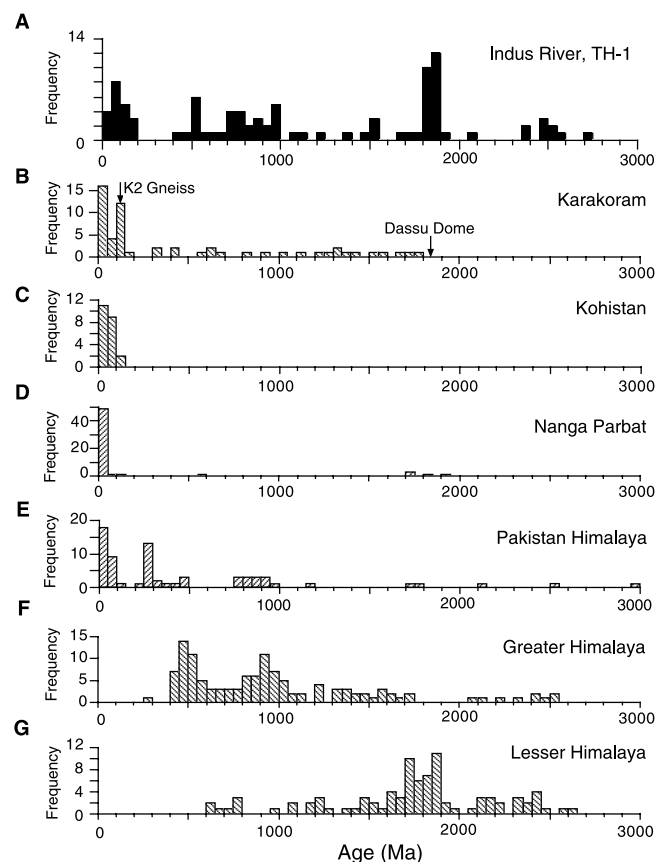 A
Indus River, TH-1
Frequency
14
0
0 1000 2000 3000
B
K2 Gneiss
Dassu Dome
Karakoram
Frequency
15
10
5
0
0 1000 2000 3000
C
Kohistan
Frequency
12
8
4
0
0 1000 2000 3000
D
Nanga Parbat
Frequency
40
20
0
0 1000 2000 3000
E
Pakistan Himalaya
Frequency
20
10
0
0 1000 2000 3000
F
Greater Himalaya
Frequency
15
10
5
0
0 1000 2000 3000
G
Lesser Himalaya
Frequency
12
8
4
0
0 1000 2000 3000
Age (Ma)